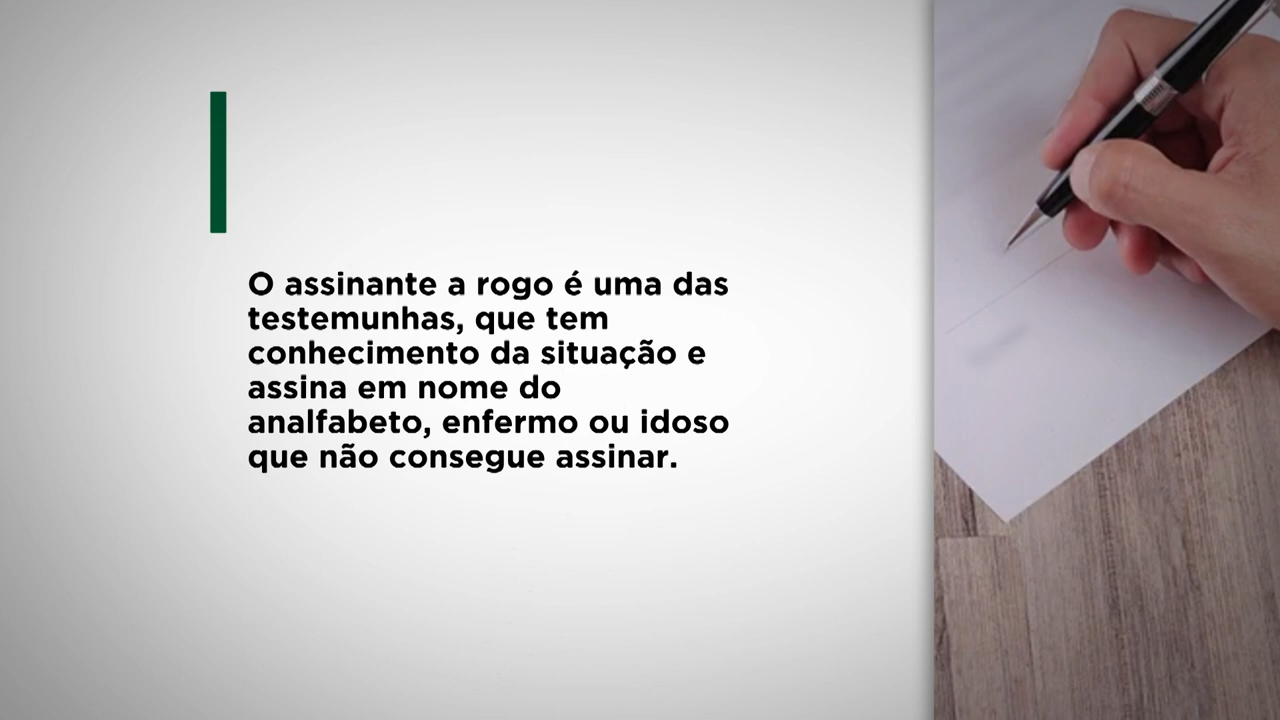 O assinante a rogo é uma das
testemunhas, que tem
conhecimento da situação e
assina em nome do
analfabeto, enfermo ou idoso
que não consegue assinar.